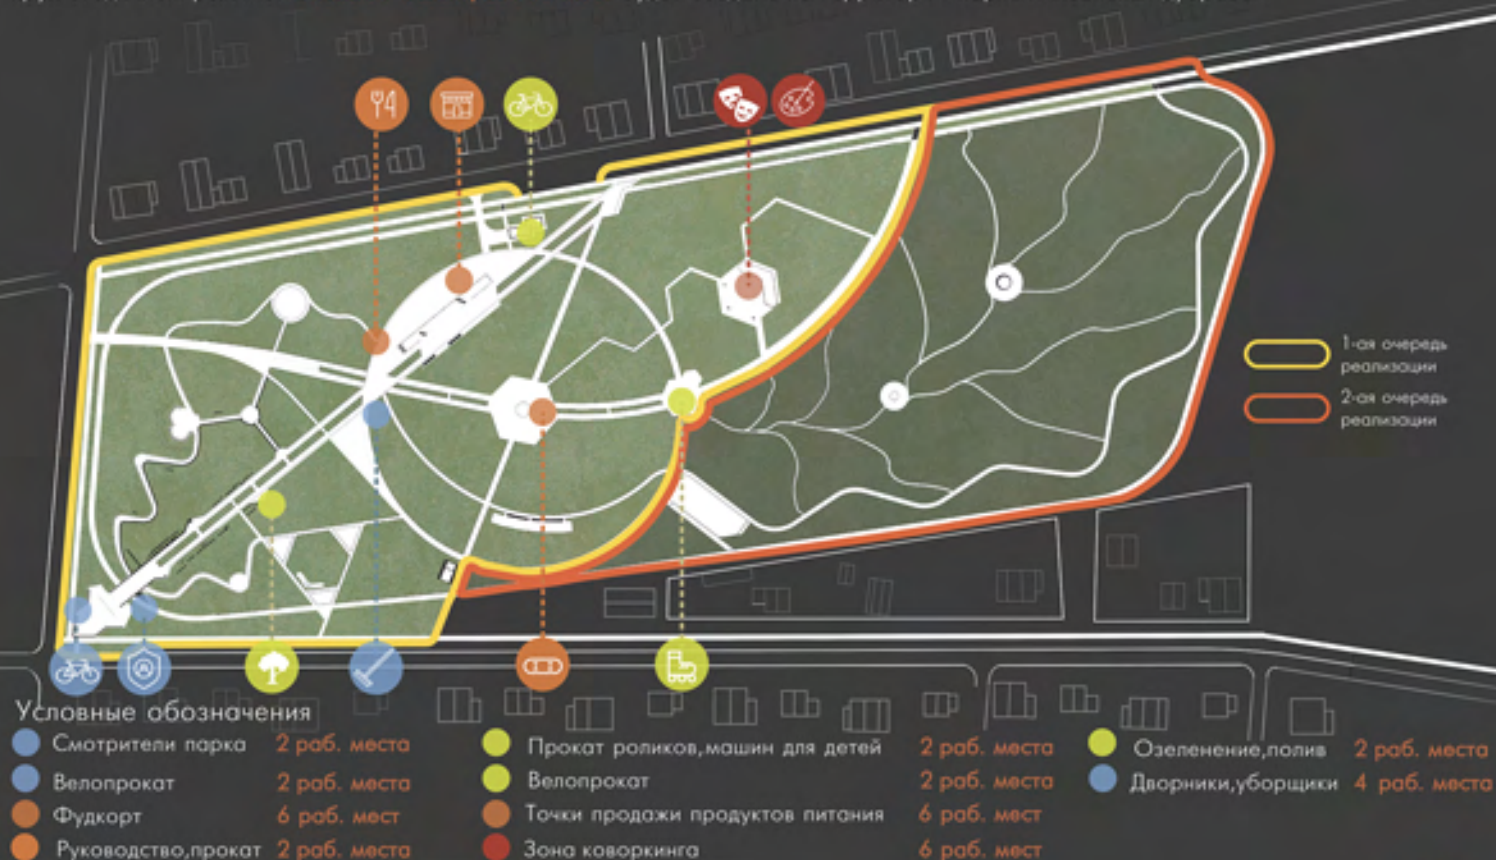 1-ая очередь
реализации
2-ая очередь
реализации
Условные обозначения
Смотрители парка 2 раб. места
Велопрокат 2 раб. места
Фудкорт 6 раб. мест
Руководство,прокат 2 раб. места
Прокат роликов,машин для детей 2 раб. места
Велопрокат 2 раб. места
Точки продажи продуктов питания 6 раб. мест
Зона коворкинга 6 раб. мест
Озеленение,полив 2 раб. места
Дворники,уборщики 4 раб. места